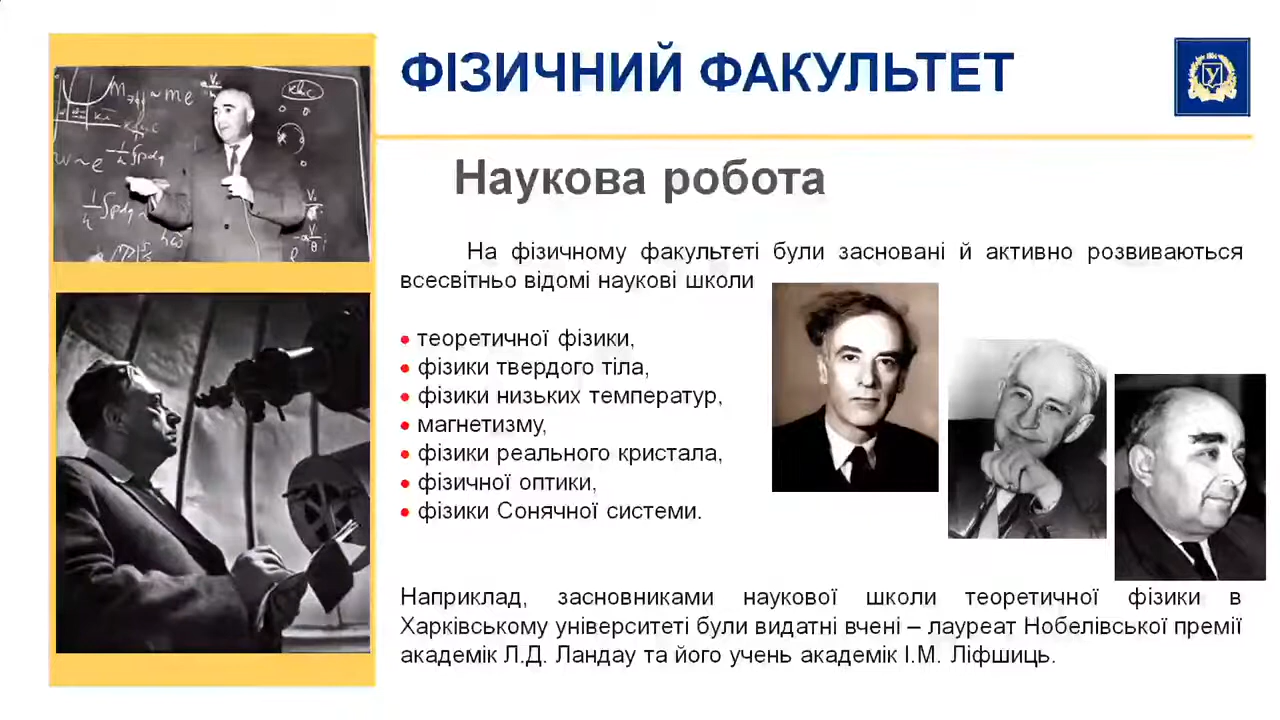 ФІЗИЧНИЙ ФАКУЛЬТЕТ
Наукова робота
На фізичному факультеті були засновані й активно розвиваються
всесвітньо відомі наукові школи
• теоретичної фізики,
• фізики твердого тіла,
• фізики низьких температур,
• магнетизму,
• фізики реального кристала,
• фізичної оптики,
• фізики Сонячної системи.
Наприклад, засновниками наукової школи теоретичної фізики в
Харківському університеті були видатні вчені – лауреат Нобелівської премії
академік Л.Д. Ландау та його учень академік І.М. Ліфшиць.